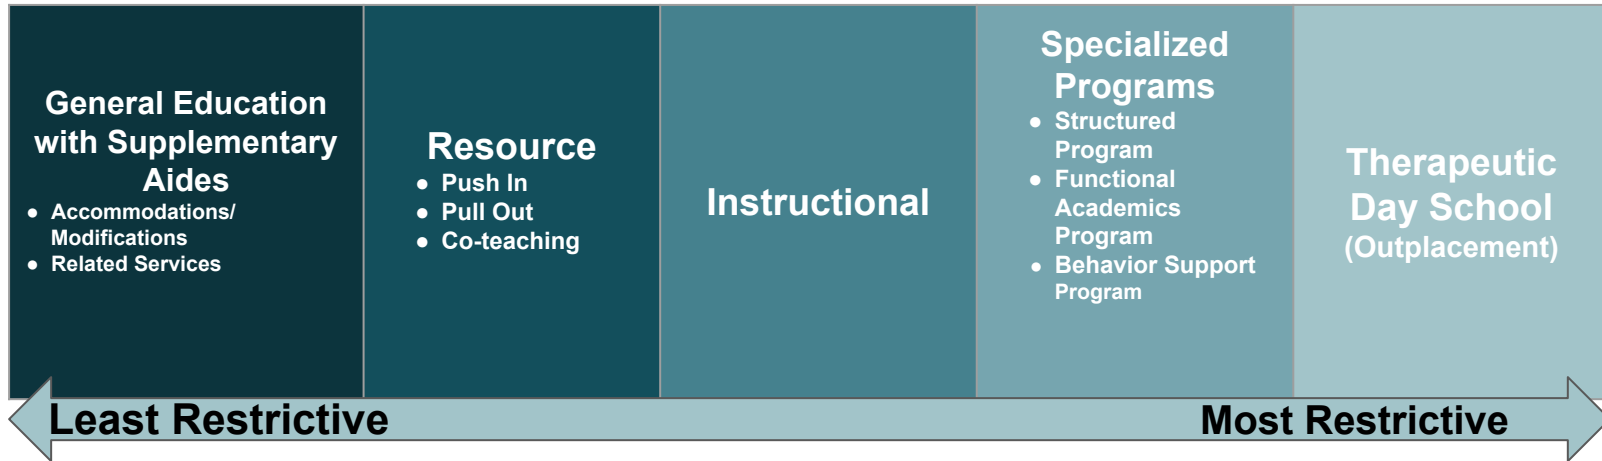 General Education
with Supplementary
Aides
● Accommodations/
Modifications
● Related Services
Resource
● Push In
● Pull Out
● Co-teaching
Instructional
Specialized
Programs
● Structured
Program
● Functional
Academics
Program
● Behavior Support
Program
Therapeutic
Day School
(Outplacement)
Least Restrictive
Most Restrictive